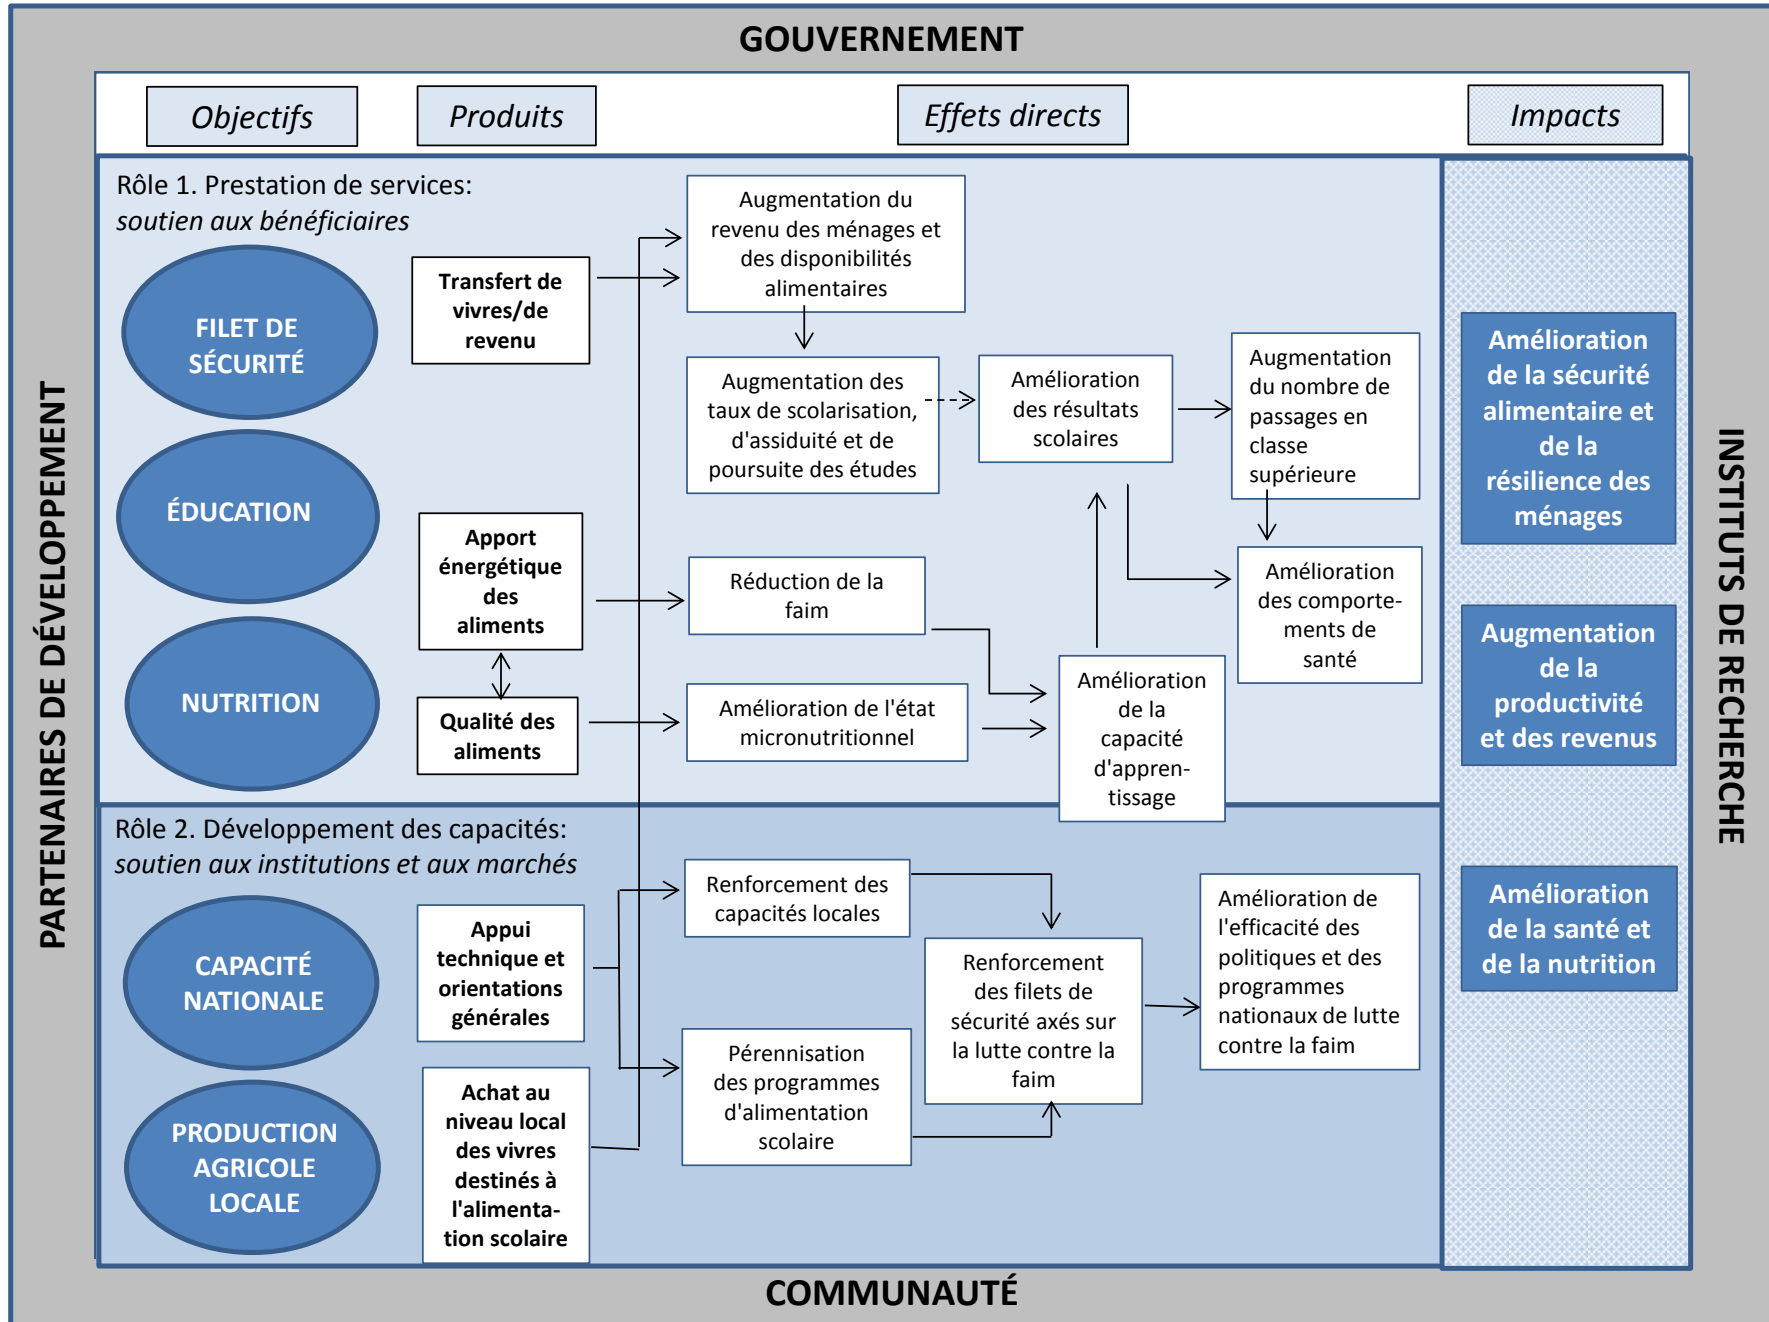 GOUVERNEMENT
Objectifs
Produits
Effets directs
Impacts
PARTENAIRES DE DÉVELOPPEMENT
Rôle 1. Prestation de services:
soutien aux bénéficiaires
FILET DE
SÉCURITÉ
ÉDUCATION
NUTRITION
Transfert de
vivres/de
revenu
Apport
énergétique
des
aliments
Qualité des
aliments
Augmentation du
revenu des ménages et
des disponibilités
alimentaires
Augmentation des
taux de scolarisation,
d'assiduité et de
poursuite des études
Amélioration
des résultats
scolaires
Augmentation
du nombre de
passages en
classe
supérieure
Réduction de la
faim
Amélioration de l'état
micronutritionnel
Amélioration
de la
capacité
d'appren-
tissage
Amélioration
des comporte-
ments de
santé
Rôle 2. Développement des capacités:
soutien aux institutions et aux marchés
CAPACITÉ
NATIONALE
PRODUCTION
AGRICOLE
LOCALE
Appui
technique et
orientations
générales
Achat au
niveau local
des vivres
destinés à
l'alimenta-
tion scolaire
Renforcement des
capacités locales
Pérennisation
des programmes
d'alimentation
scolaire
Renforcement
des filets de
sécurité axés sur
la lutte contre la
faim
Amélioration de
l'efficacité des
politiques et des
programmes
nationaux de lutte
contre la faim
Amélioration
de la sécurité
alimentaire et
de la
résilience des
ménages
Augmentation
de la
productivité
et des revenus
Amélioration
de la santé et
de la nutrition
INSTITUTS DE RECHERCHE
COMMUNAUTÉ